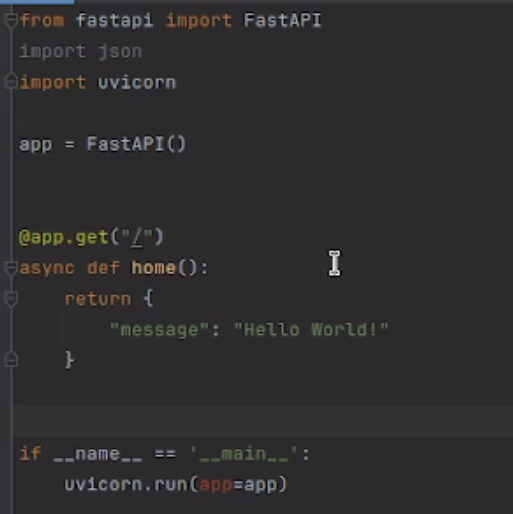 from fastapi import FastAPI
import json
import uvicorn
app = FastAPI()
@app.get("/")
async def home():
    return {
        "message": "Hello World!"
    }
if __name__ == '__main__':
    uvicorn.run(app=app)